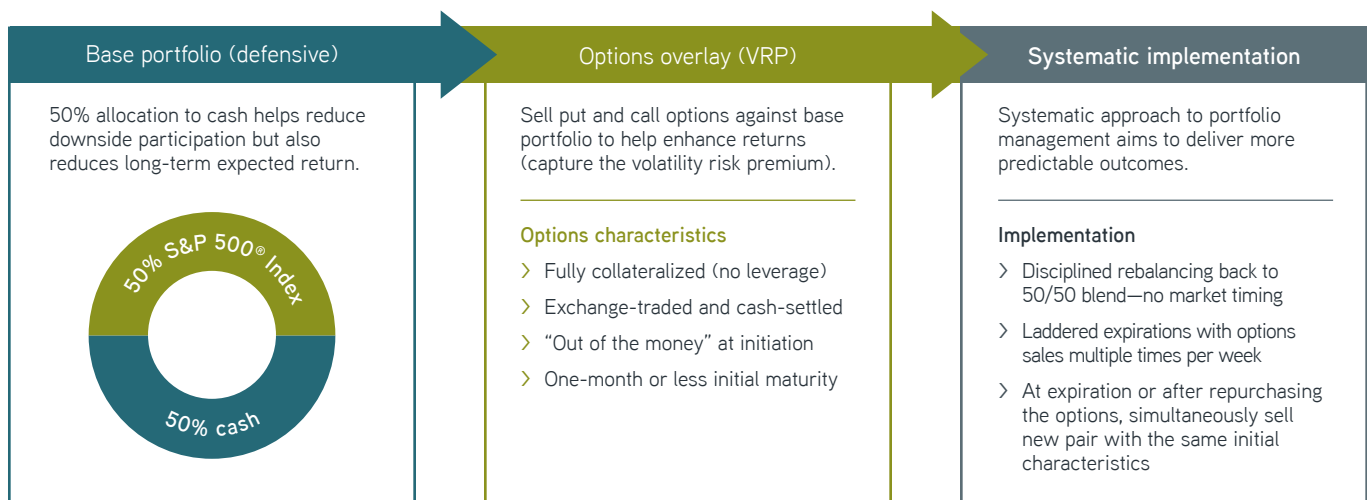 Base portfolio (defensive)
50% allocation to cash helps reduce
downside participation but also
reduces long-term expected return.
50% S&P 500® Index
50% cash
Options overlay (VRP)
Sell put and call options against base
portfolio to help enhance returns
(capture the volatility risk premium).
Options characteristics
> Fully collateralized (no leverage)
> Exchange-traded and cash-settled
> “Out of the money” at initiation
> One-month or less initial maturity
Systematic implementation
Systematic approach to portfolio
management aims to deliver more
predictable outcomes.
Implementation
> Disciplined rebalancing back to
50/50 blend—no market timing
> Laddered expirations with options
sales multiple times per week
> At expiration or after repurchasing
the options, simultaneously sell
new pair with the same initial
characteristics